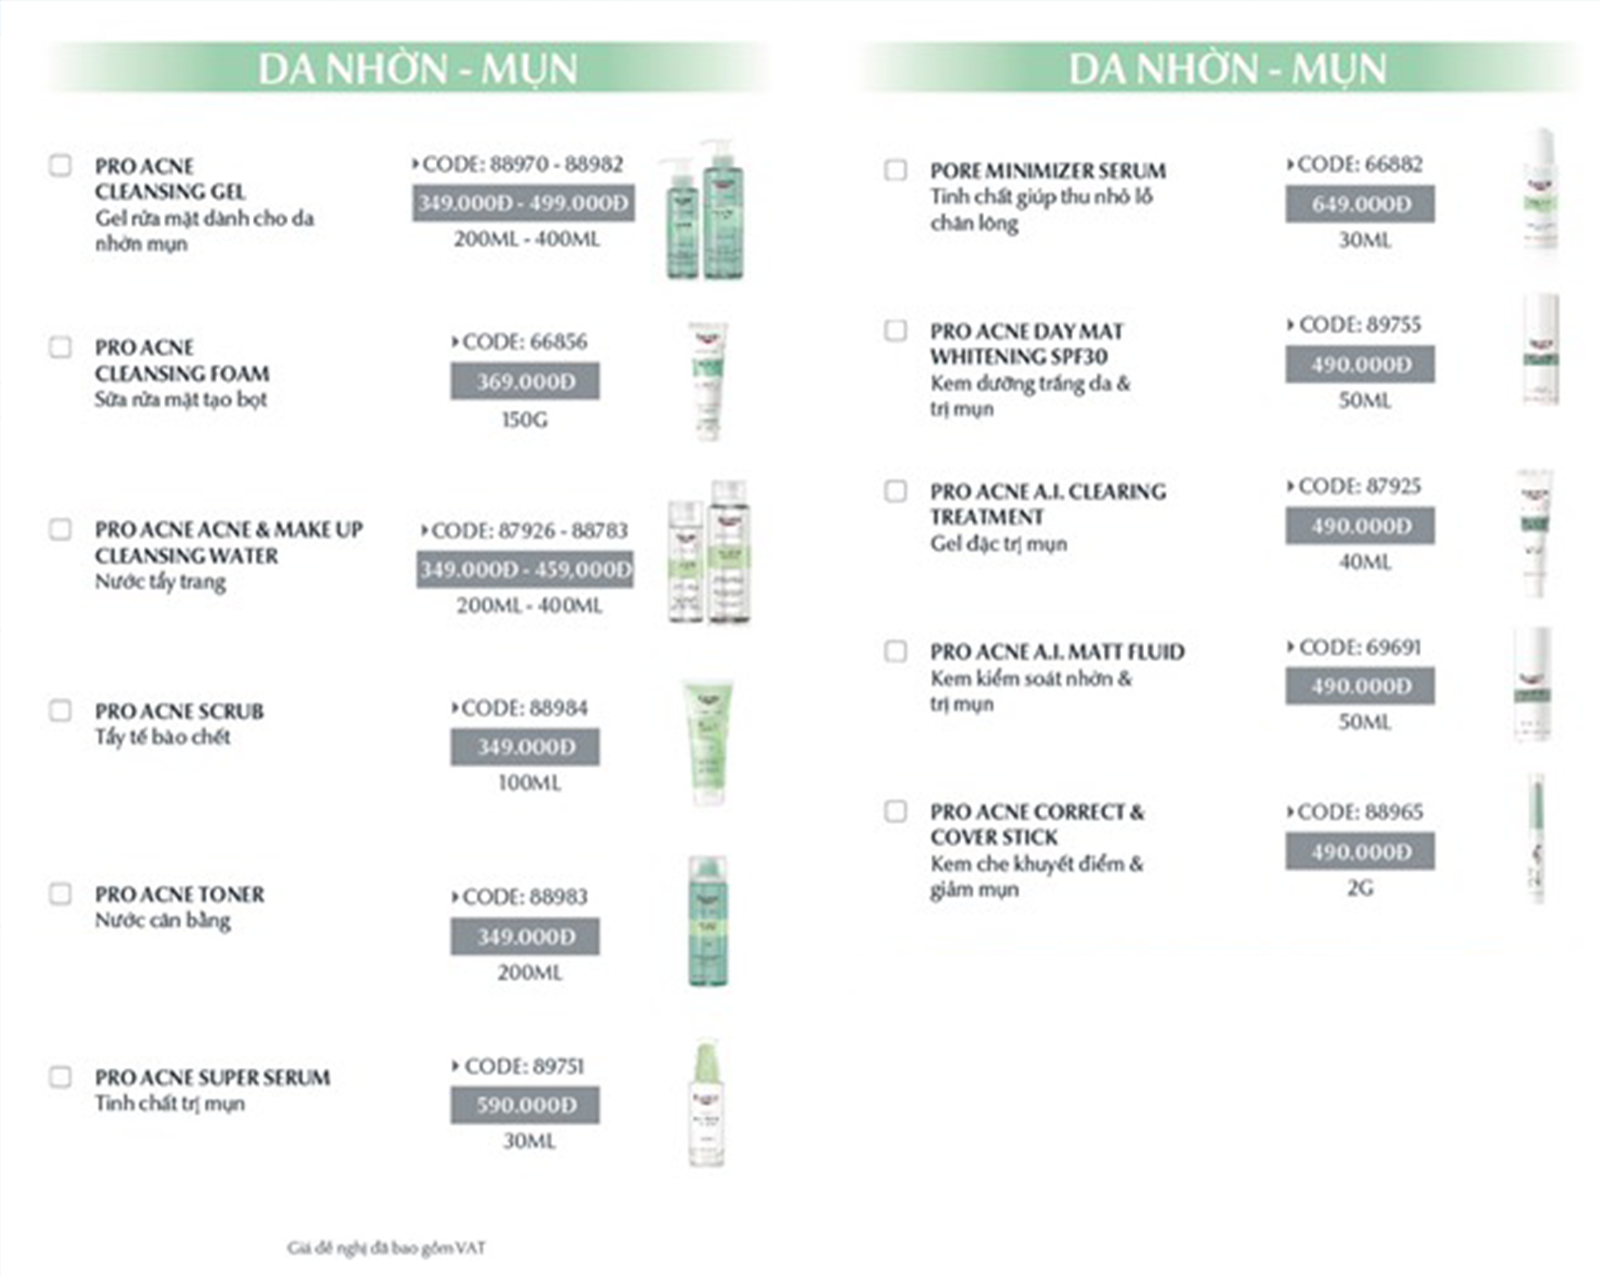 DA NHỜN - MỤN
PRO ACNE
CLEANSING GEL
Gel rửa mặt dành cho da
nhờn mụn
CODE: 88970 - 88982
349.000Đ - 499.000Đ
200ML - 400ML
PRO ACNE
CLEANSING FOAM
Sữa rửa mặt tạo bọt
CODE: 66856
369.000Đ
150G
PRO ACNE ACNE & MAKE UP
CLEANSING WATER
Nước tẩy trang
CODE: 87926 - 88783
349.000Đ - 459,000Đ
200ML - 400ML
PRO ACNE SCRUB
Tẩy tế bào chết
CODE: 88984
349.000Đ
100ML
PRO ACNE TONER
Nước cân bằng
CODE: 88983
349.000Đ
200ML
PRO ACNE SUPER SERUM
Tinh chất trị mụn
CODE: 89751
590.000Đ
30ML
Giá đề nghị đã bao gồm VAT
DA NHỜN - MỤN
PORE MINIMIZER SERUM
Tinh chất giúp thu nhỏ lỗ
chân lông
CODE: 66882
649.000Đ
30ML
PRO ACNE DAY MAT
WHITENING SPF30
Kem dưỡng trắng da &
trị mụn
CODE: 89755
490.000Đ
50ML
PRO ACNE A.I. CLEARING
TREATMENT
Gel đặc trị mụn
CODE: 87925
490.000Đ
40ML
PRO ACNE A.I. MATT FLUID
Kem kiểm soát nhờn &
trị mụn
CODE: 69691
490.000Đ
50ML
PRO ACNE CORRECT &
COVER STICK
Kem che khuyết điểm &
giảm mụn
CODE: 88965
490.000Đ
2G